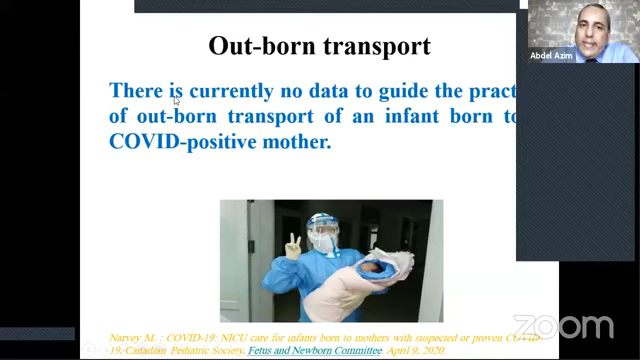 Out-born transport
Abdel Azim
There is currently no data to guide the pract
of out-born transport of an infant born to
COVID-positive mother.
zoom
Narvey M. : COVID-19: NICU care for infants born to mothers with suspected or proven COVID-
19, Canadian Pediatric Society, Fetus and Newborn Committee. April 9, 2020.